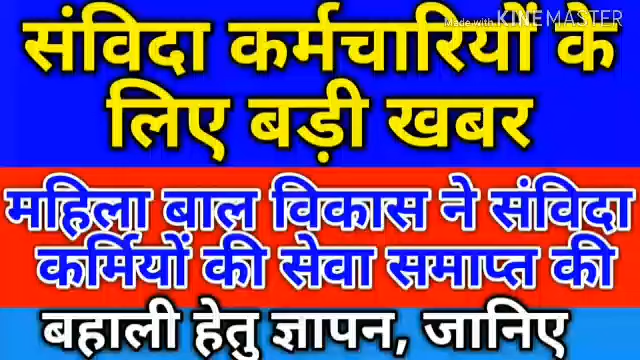 Made with KINEMASTER
संविदा कर्मचारियों के
लिए बड़ी खबर
महिला बाल विकास ने संविदा
कर्मियों की सेवा समाप्त की
बहाली हेतु ज्ञापन, जानिए